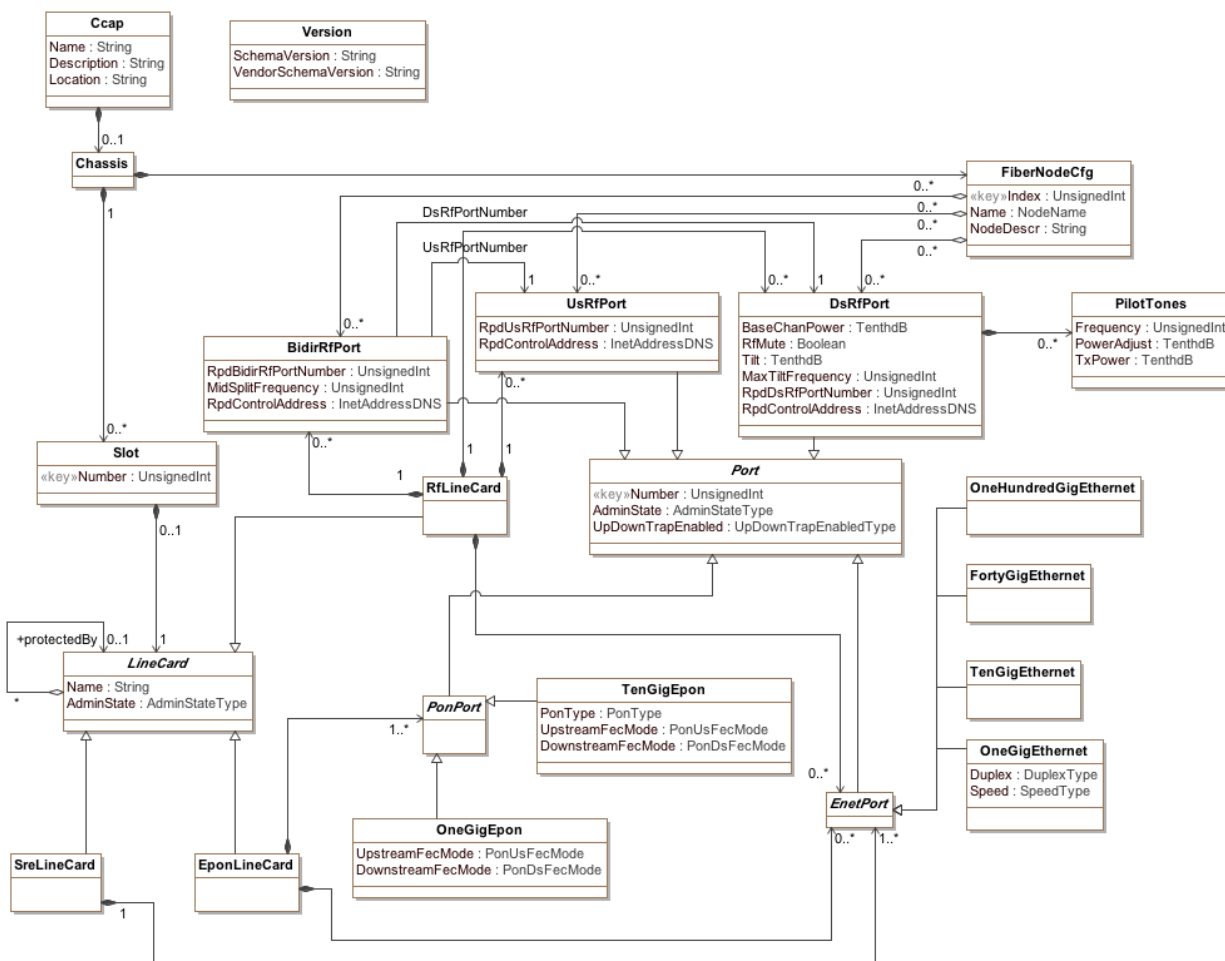 Ccap
Name : String
Description : String
Location : String
Version
SchemaVersion : String
VendorSchemaVersion : String
0..1
Chassis
1
FiberNodeCfg
«key»Index : UnsignedInt
Name : NodeName
NodeDescr : String
0..*
0..*
0..*
0..*
DsRfPortNumber
UsRfPortNumber
1
0..*
0..*
1
0..*
UsRfPort
RpdUsRfPortNumber : UnsignedInt
RpdControlAddress : InetAddressDNS
DsRfPort
BaseChanPower : TenthdB
RfMute : Boolean
Tilt : TenthdB
MaxTiltFrequency : UnsignedInt
RpdDsRfPortNumber : UnsignedInt
RpdControlAddress : InetAddressDNS
0..*
PilotTones
Frequency : UnsignedInt
PowerAdjust : TenthdB
TxPower : TenthdB
0..*
BidirRfPort
RpdBidirRfPortNumber : UnsignedInt
MidSplitFrequency : UnsignedInt
RpdControlAddress : InetAddressDNS
0..*
0..*
0..*
Slot
«key»Number : UnsignedInt
0..1
1
1
1
RfLineCard
Port
«key»Number : UnsignedInt
AdminState : AdminStateType
UpDownTrapEnabled : UpDownTrapEnabledType
OneHundredGigEthernet
FortyGigEthernet
TenGigEthernet
OneGigEthernet
Duplex : DuplexType
Speed : SpeedType
+protectedBy
0..1
1
*
LineCard
Name : String
AdminState : AdminStateType
PonPort
1..*
TenGigEpon
PonType : PonType
UpstreamFecMode : PonUsFecMode
DownstreamFecMode : PonDsFecMode
0..*
EnetPort
0..*
1..*
OneGigEpon
UpstreamFecMode : PonUsFecMode
DownstreamFecMode : PonDsFecMode
SreLineCard
1
EponLineCard